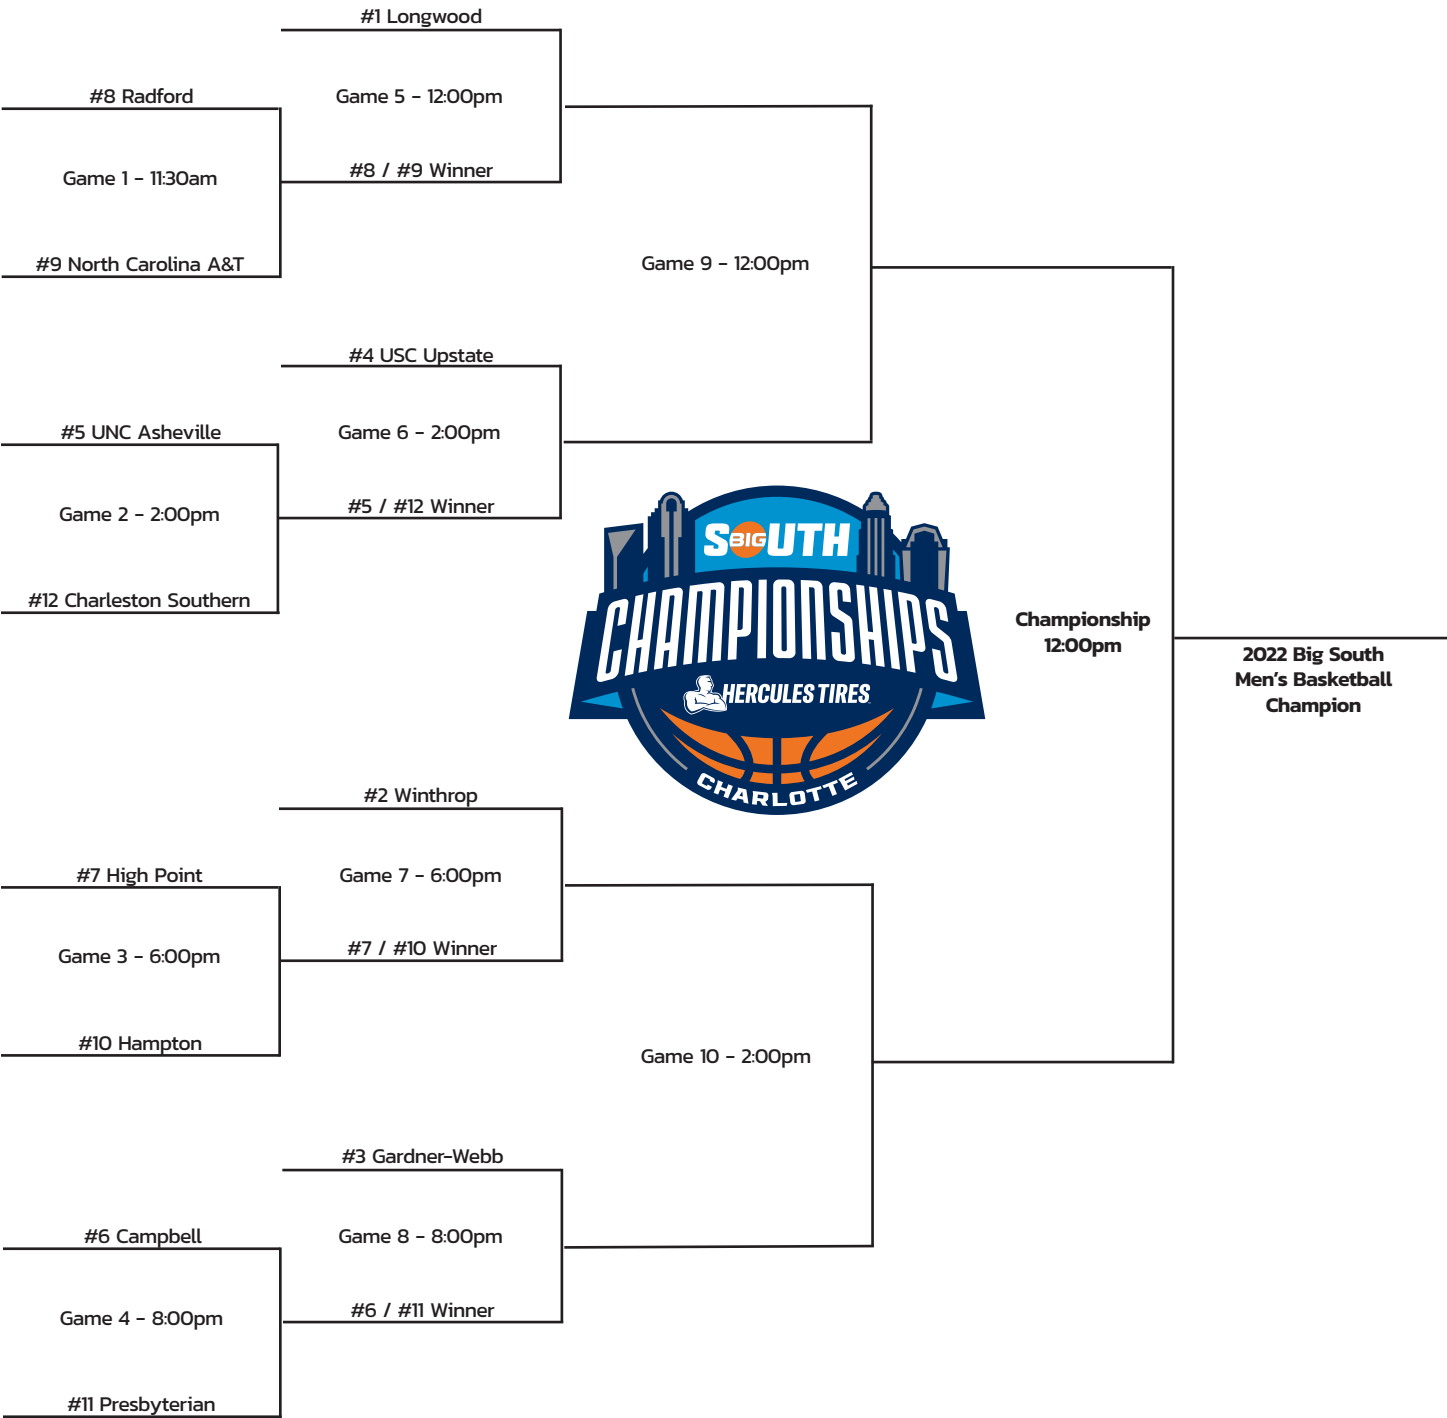 #1 Longwood
#8 Radford
Game 5 - 12:00pm
Game 1 - 11:30am
#8 / #9 Winner
#9 North Carolina A&T
Game 9 - 12:00pm
#4 USC Upstate
#5 UNC Asheville
Game 6 - 2:00pm
Game 2 - 2:00pm
#5 / #12 Winner
#12 Charleston Southern
BIG SOUTH
CHAMPIONSHIPS
HERCULES TIRES
CHARLOTTE
Championship
12:00pm
2022 Big South
Men's Basketball
Champion
#2 Winthrop
#7 High Point
Game 7 - 6:00pm
Game 3 - 6:00pm
#7 / #10 Winner
#10 Hampton
Game 10 - 2:00pm
#3 Gardner-Webb
#6 Campbell
Game 8 - 8:00pm
Game 4 - 8:00pm
#6 / #11 Winner
#11 Presbyterian